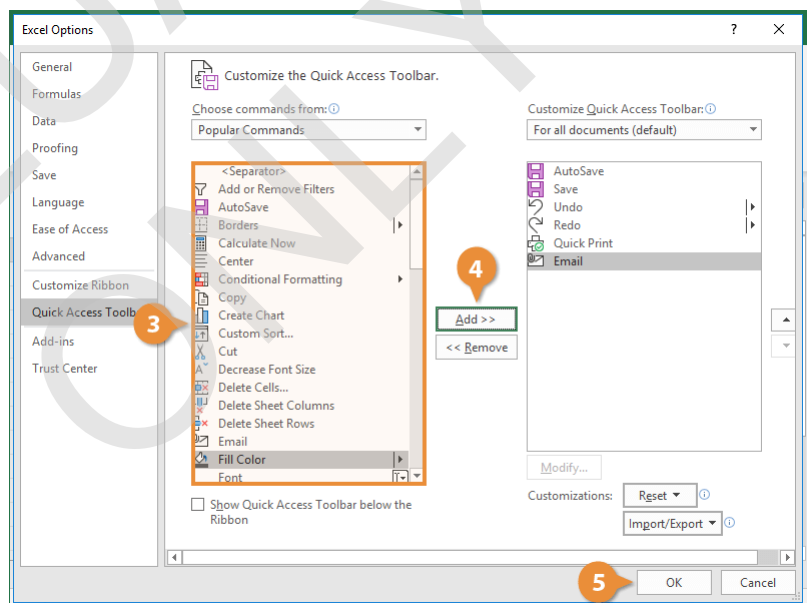 Excel Options
?
General
Formulas
Data
Proofing
Save
Language
Ease of Access
Advanced
Customize Ribbon
Quick Access Toolb
Add-ins
Trust Center
Customize the Quick Access Toolbar.
Choose commands from:
Popular Commands
<Separator>
Add or Remove Filters
AutoSave
Borders
Calculate Now
Center
Conditional Formatting
Copy
Create Chart
Custom Sort...
Cut
Decrease Font Size
Delete Cells...
Delete Sheet Columns
Delete Sheet Rows
Email
Fill Color
Font
3
Show Quick Access Toolbar below the
Ribbon
4
Add >>
<< Remove
Customize Quick Access Toolbar:
For all documents (default)
AutoSave
Save
Undo
Redo
Quick Print
Email
Modify...
Customizations:
Reset
Import/Export
5
OK
Cancel
ONLY